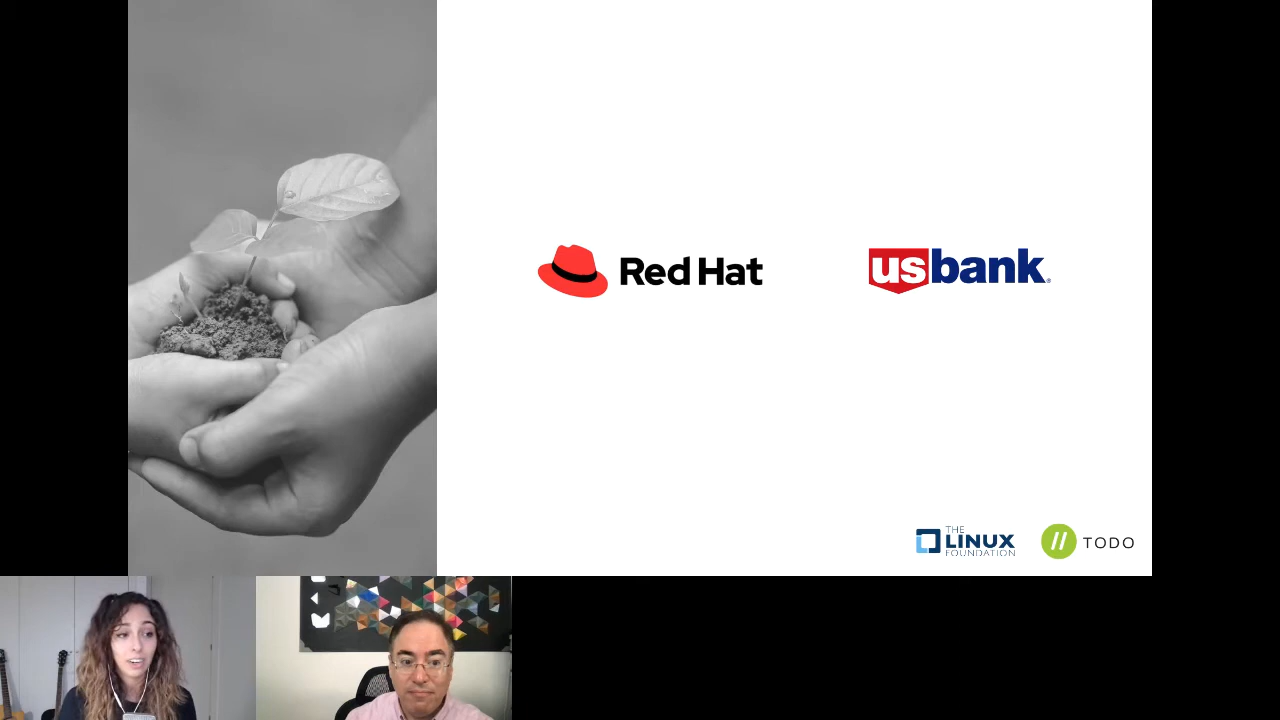 Red Hat
usbank
THE
LINUX
FOUNDATION
TODO